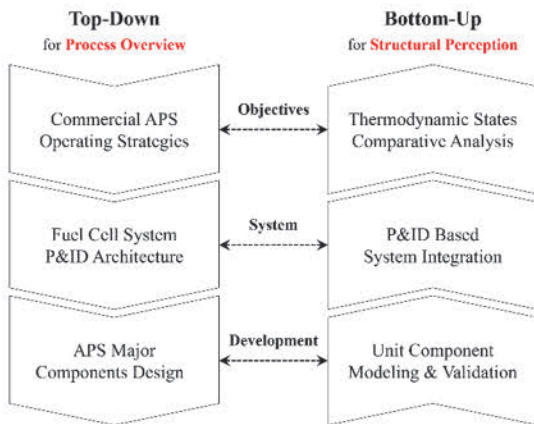 Top-Down
for Process Overview
Commercial APS
Operating Strategies
Fuel Cell System
P&ID Architecture
APS Major
Components Design
Objectives
System
Development
Bottom-Up
for Structural Perception
Thermodynamic States
Comparative Analysis
P&ID Based
System Integration
Unit Component
Modeling & Validation